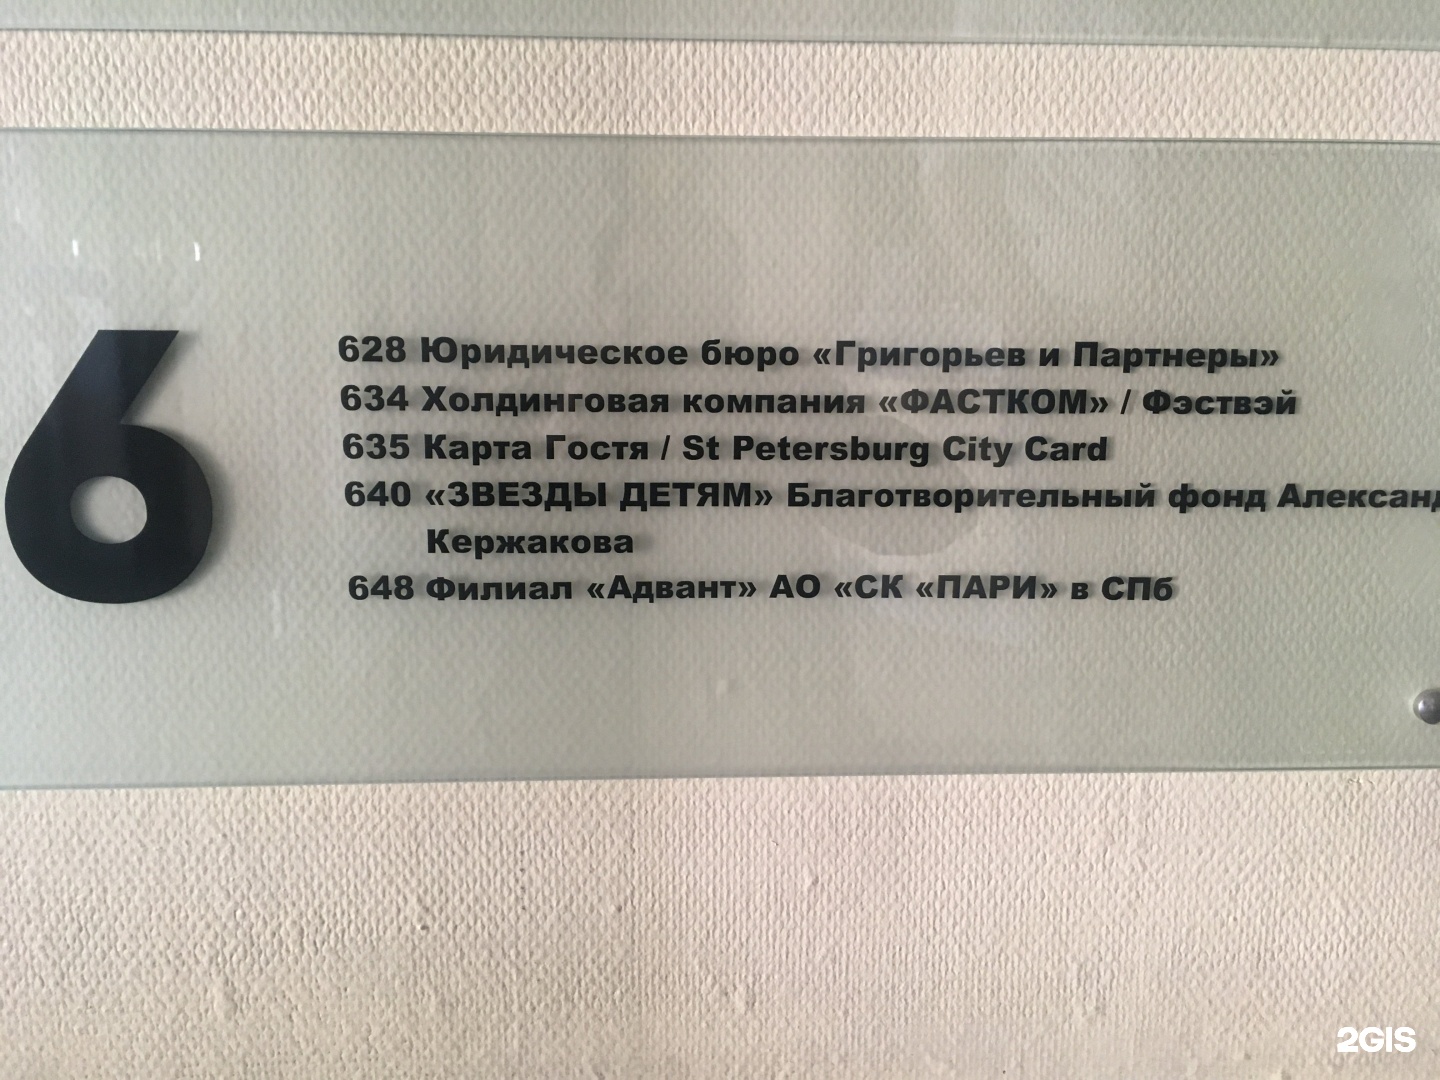 6
628 Юридическое бюро «Григорьев и Партнеры»
634 Холдинговая компания «ФАСТКОМ» / Фэствэй
635 Карта Гостя / St Petersburg City Card
640 «ЗВЕЗДЫ ДЕТЯМ» Благотворительный фонд
Кержакова
648 Филиал «Адвант» АО «СК «ПАРИ» в СПб
2GIS